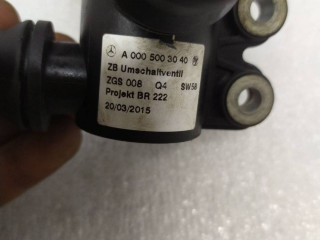 A 000 500 30 40
ZB Umschaltventil
ZGS 008 Q4 SW58
Projekt BR 222
20/03/2015